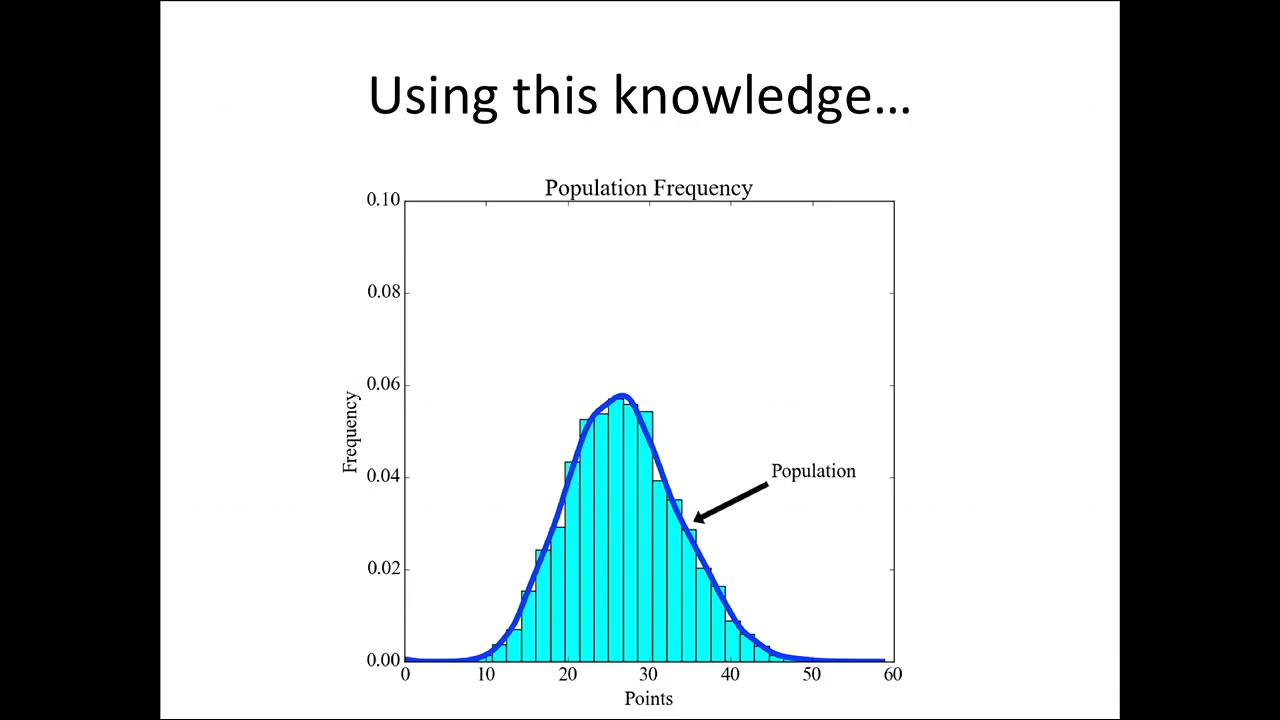 Using this knowledge...
Population Frequency
0.10
0.08
0.06
0.04
0.02
0.00
Frequency
Population
0 10 20 30 40 50 60
Points